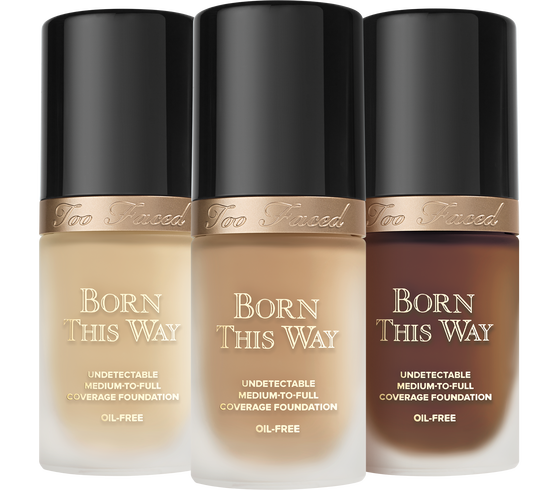 Too Faced
BORN
THIS WAY
UNDETECTABLE
MEDIUM-TO-FULL
COVERAGE FOUNDATION
OIL-FREE
Too Faced
BORN
THIS WAY
UNDETECTABLE
MEDIUM-TO-FULL
COVERAGE FOUNDATION
OIL-FREE
Too Faced
BORN
THIS WAY
UNDETECTABLE
MEDIUM-TO-FULL
COVERAGE FOUNDATION
OIL-FREE